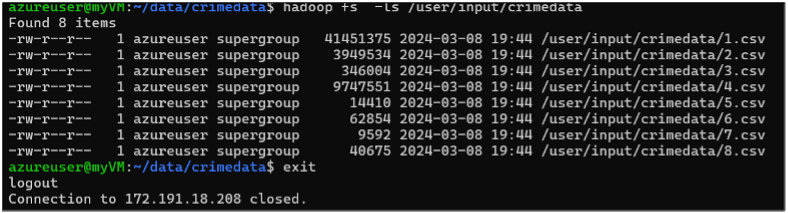 azureuser@myVM:~/data/crimedata$ hadoop fs  -ls /user/input/crimedata
Found 8 items
-rw-r--r--   1 azureuser supergroup   41451375 2024-03-08 19:44 /user/input/crimedata/1.csv
-rw-r--r--   1 azureuser supergroup    3949534 2024-03-08 19:44 /user/input/crimedata/2.csv
-rw-r--r--   1 azureuser supergroup     346004 2024-03-08 19:44 /user/input/crimedata/3.csv
-rw-r--r--   1 azureuser supergroup    9747551 2024-03-08 19:44 /user/input/crimedata/4.csv
-rw-r--r--   1 azureuser supergroup      14410 2024-03-08 19:44 /user/input/crimedata/5.csv
-rw-r--r--   1 azureuser supergroup      62854 2024-03-08 19:44 /user/input/crimedata/6.csv
-rw-r--r--   1 azureuser supergroup       9592 2024-03-08 19:44 /user/input/crimedata/7.csv
-rw-r--r--   1 azureuser supergroup      40675 2024-03-08 19:44 /user/input/crimedata/8.csv
azureuser@myVM:~/data/crimedata$ exit
logout
Connection to 172.191.18.208 closed.